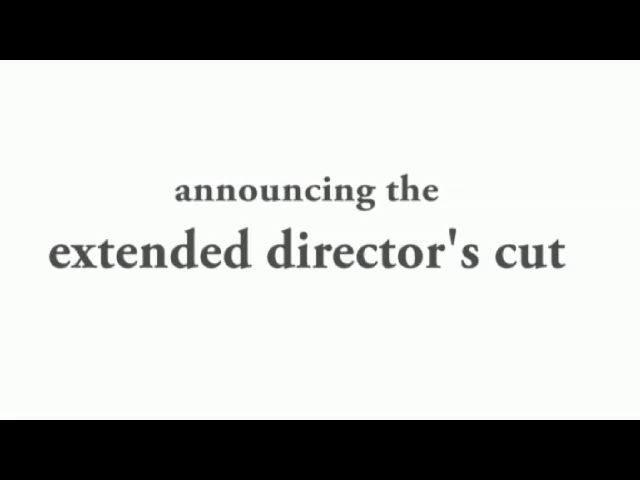 announcing the
extended director's cut